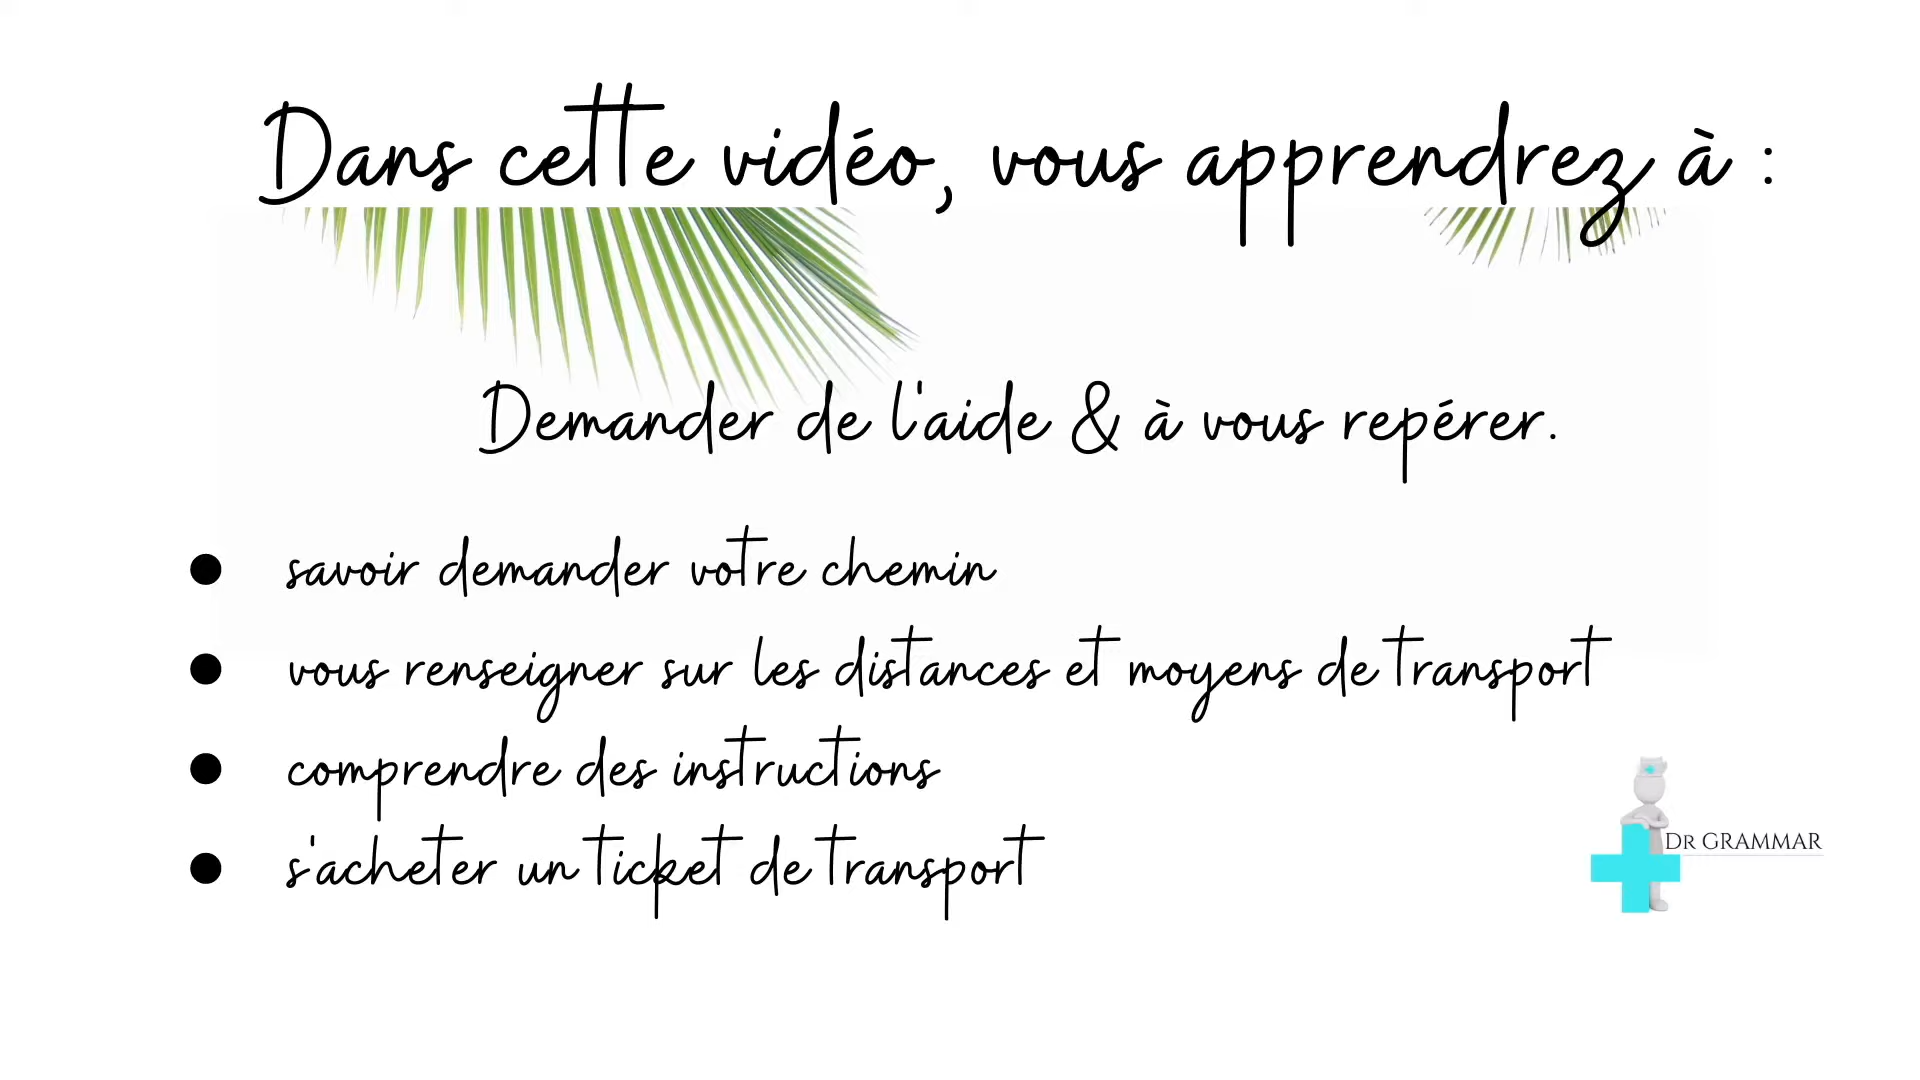 Dans cette vidéo, vous apprendrez à :
Demander de l'aide & à vous repérer.
● savoir demander votre chemin
● vous renseigner sur les distances et moyens de transport
● comprendre des instructions
● s'acheter un ticket de transport
DR GRAMMAR